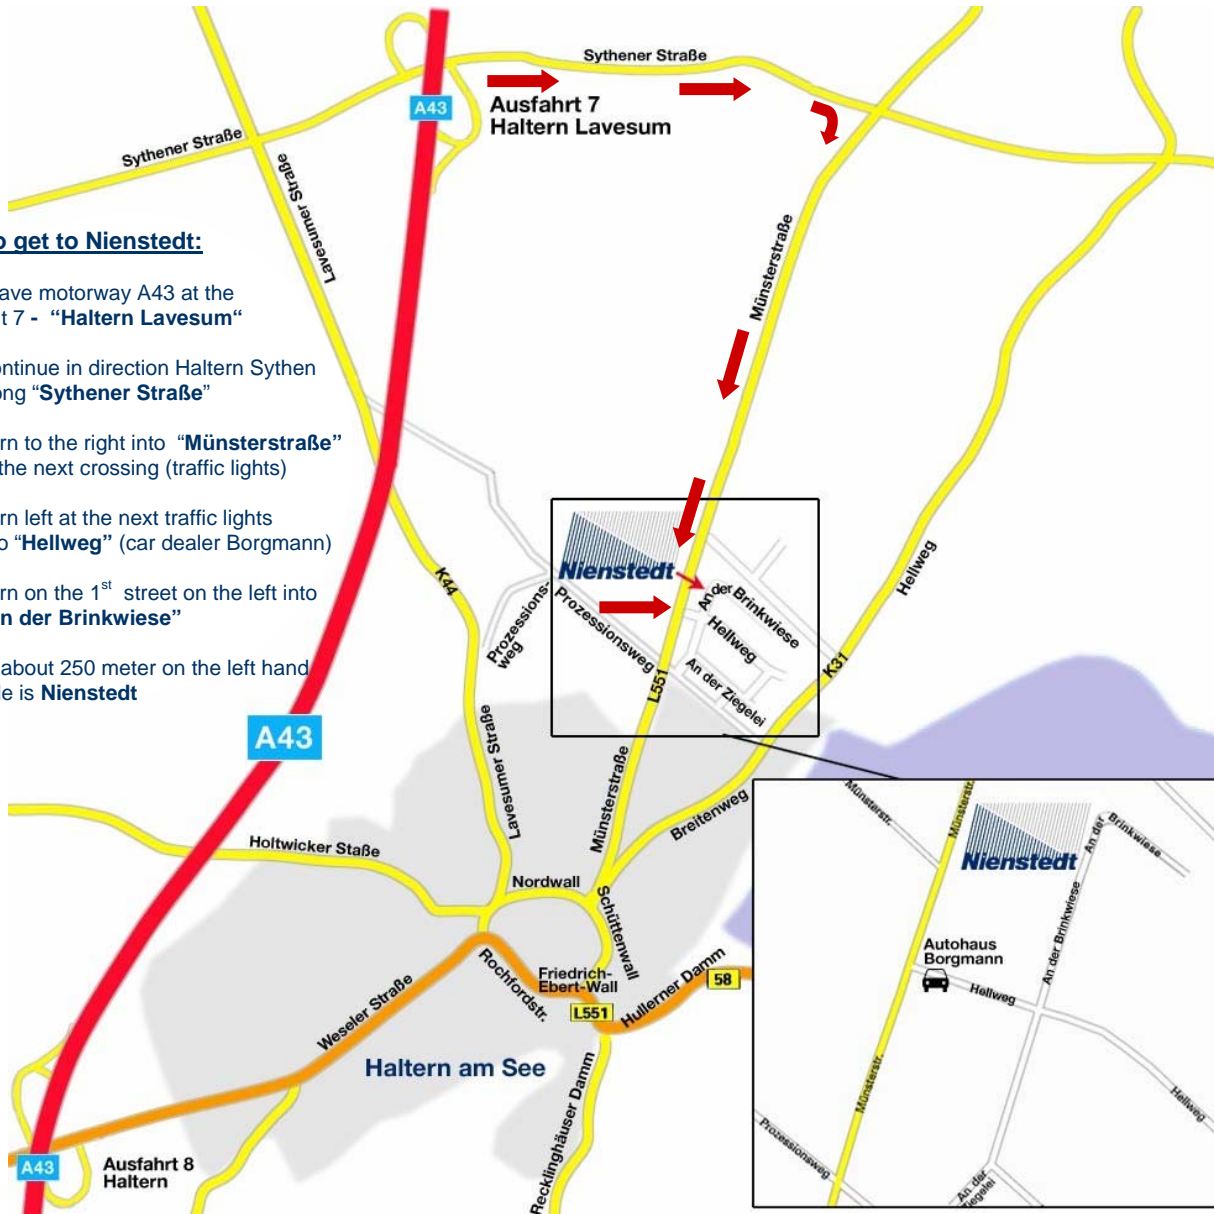 Sythener Straße
A43
Ausfahrt 7
Haltern Lavesum
Sythener Straße
Lavesumer Straße
Lavesum
Münsterstraße
o get to Nienstedt:
ave motorway A43 at the
t 7 - “Haltern Lavesum“
ontinue in direction Haltern Sythen
ong “Sythener Straße”
rn to the right into “Münsterstraße”
the next crossing (traffic lights)
rn left at the next traffic lights
o “Hellweg” (car dealer Borgmann)
rn on the 1st street on the left into
n der Brinkwiese”
about 250 meter on the left hand
le is Nienstedt
K44
Nienstedt
Prozessions-
weg
Prozessionsweg
An der Brinkwiese
Hellweg
An der Ziegelei
L551
Hellweg
K31
A43
Lavesumer Straße
Münsterstraße
Breitenweg
Holtwicker Staße
Nordwall
Schüttenwall
Rochfordstr.
Friedrich-
Ebert-Wall
L551
Hullerner Damm
58
Weseler Straße
Haltern am See
Recklinghäuser Damm
A43
Ausfahrt 8
Haltern
Münsterstr.
Münsterstr.
Nienstedt
An der
Brinkwiese
An der Brinkwiese
Autohaus
Borgmann
Hellweg
Münsterstr.
Hellweg
Prozessionsweg
An der
Ziegelei